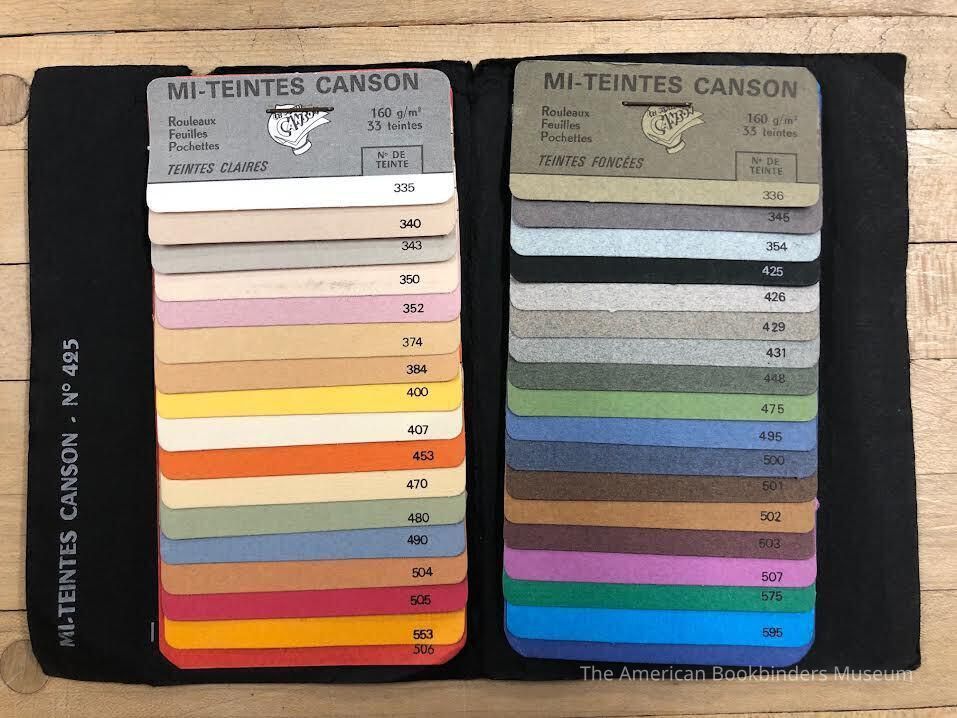 MI-TEINTES CANSON . N° 425
MI-TEINTES CANSON
Rouleaux
Feuilles
Pochettes
CANSON
160 g/m²
33 teintes
TEINTES CLAIRES
N° DE
TEINTE
335
340
343
350
352
374
384
400
407
453
470
480
490
504
505
553
506
MI-TEINTES CANSON
Rouleaux
Feuilles
Pochettes
CANSON
160 g/m²
33 teintes
TEINTES FONCÉES
N° DE
TEINTE
336
345
354
425
426
429
431
448
475
495
500
501
502
503
507
575
595
The American Bookbinders Museum